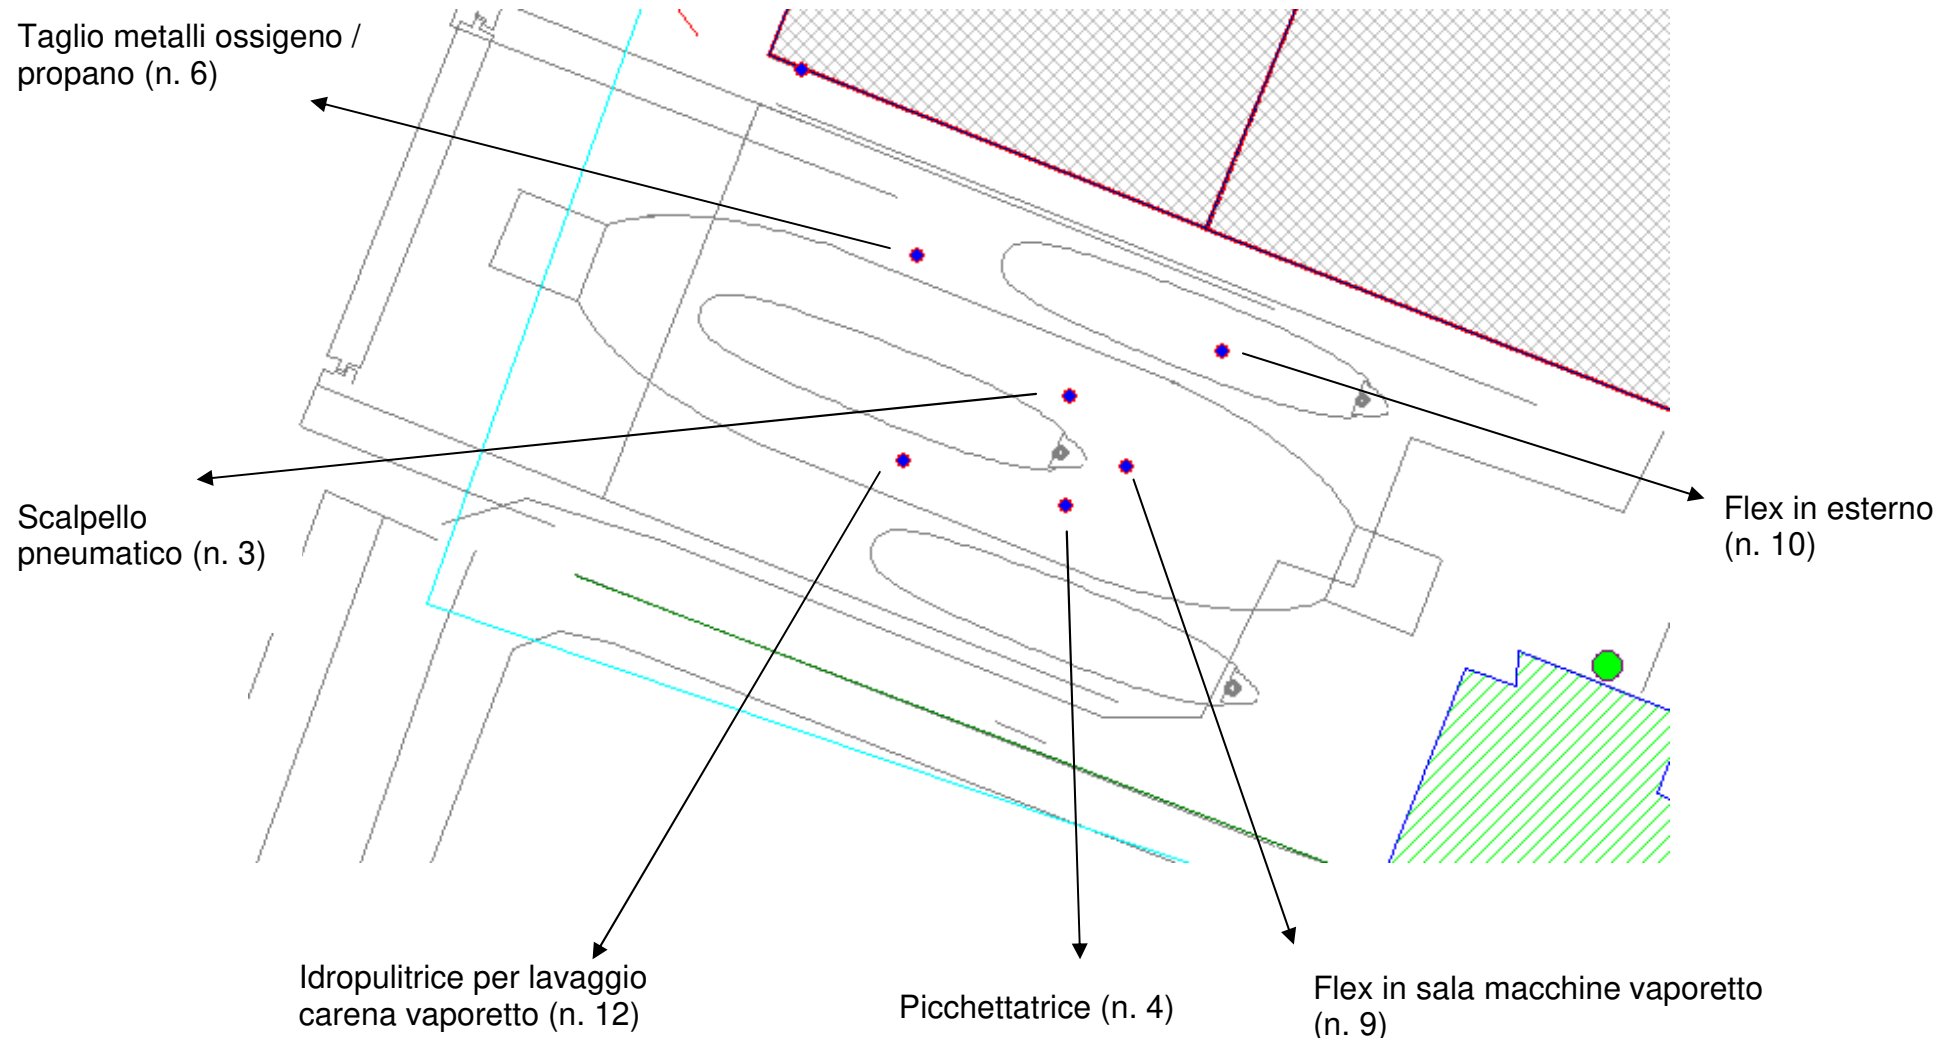 Taglio metalli ossigeno /
propano (n. 6)
Scalpello
pneumatico (n. 3)
Flex in esterno
(n. 10)
Idropulitrice per lavaggio
carena vaporetto (n. 12)
Picchettatrice (n. 4)
Flex in sala macchine vaporetto
(n. 9)